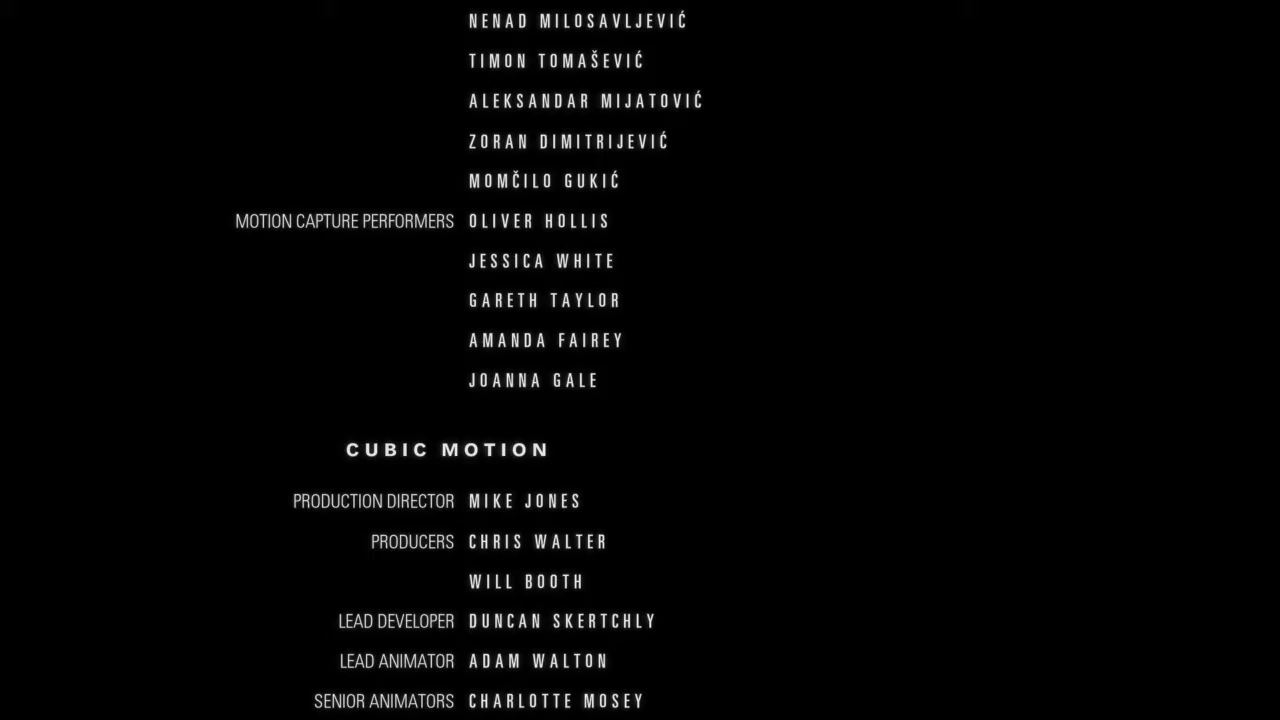 NENAD MILOSAVLJEVIĆ
TIMON TOMAŠEVIĆ
ALEKSANDAR MIJATOVIĆ
ZORAN DIMITRIJEVIĆ
MOMČILO GUKIĆ
MOTION CAPTURE PERFORMERS OLIVER HOLLIS
JESSICA WHITE
GARETH TAYLOR
AMANDA FAIREY
JOANNA GALE
CUBIC MOTION
PRODUCTION DIRECTOR MIKE JONES
PRODUCERS CHRIS WALTER
WILL BOOTH
LEAD DEVELOPER DUNCAN SKERTCHLY
LEAD ANIMATOR ADAM WALTON
SENIOR ANIMATORS CHARLOTTE MOSEY